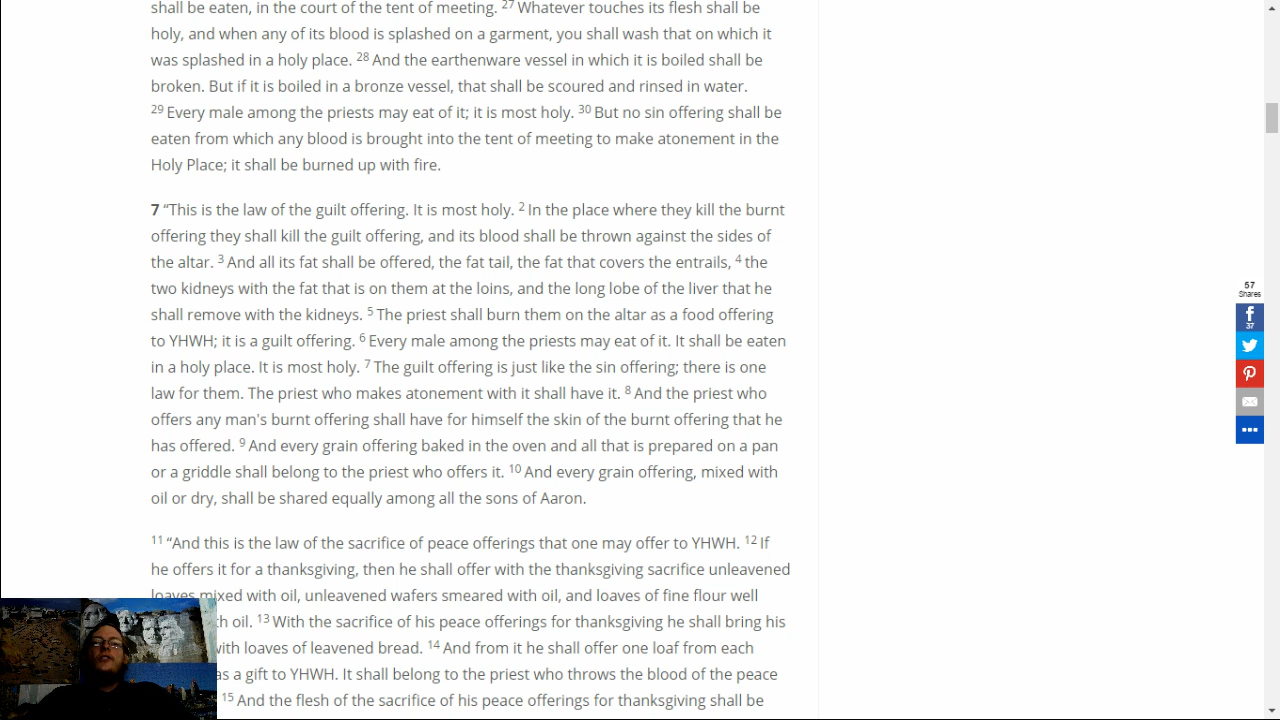 shall be eaten, in the court of the tent of meeting. 27 Whatever touches its flesh shall be
holy, and when any of its blood is splashed on a garment, you shall wash that on which it
was splashed in a holy place. 28 And the earthenware vessel in which it is boiled shall be
broken. But if it is boiled in a bronze vessel, that shall be scoured and rinsed in water.
29 Every male among the priests may eat of it; it is most holy. 30 But no sin offering shall be
eaten from which any blood is brought into the tent of meeting to make atonement in the
Holy Place; it shall be burned up with fire.
7 “This is the law of the guilt offering. It is most holy. 2 In the place where they kill the burnt
offering they shall kill the guilt offering, and its blood shall be thrown against the sides of
the altar. 3 And all its fat shall be offered, the fat tail, the fat that covers the entrails, 4 the
two kidneys with the fat that is on them at the loins, and the long lobe of the liver that he
shall remove with the kidneys. 5 The priest shall burn them on the altar as a food offering
to YHWH; it is a guilt offering. 6 Every male among the priests may eat of it. It shall be eaten
in a holy place. It is most holy. 7 The guilt offering is just like the sin offering; there is one
law for them. The priest who makes atonement with it shall have it. 8 And the priest who
offers any man's burnt offering shall have for himself the skin of the burnt offering that he
has offered. 9 And every grain offering baked in the oven and all that is prepared on a pan
or a griddle shall belong to the priest who offers it. 10 And every grain offering, mixed with
oil or dry, shall be shared equally among all the sons of Aaron.
11 “And this is the law of the sacrifice of peace offerings that one may offer to YHWH. 12 If
he offers it for a thanksgiving, then he shall offer with the thanksgiving sacrifice unleavened
loaves mixed with oil, unleavened wafers smeared with oil, and loaves of fine flour well
h oil. 13 With the sacrifice of his peace offerings for thanksgiving he shall bring his
with loaves of leavened bread. 14 And from it he shall offer one loaf from each
as a gift to YHWH. It shall belong to the priest who throws the blood of the peace
15 And the flesh of the sacrifice of his peace offerings for thanksgiving shall be
57
Shares
37